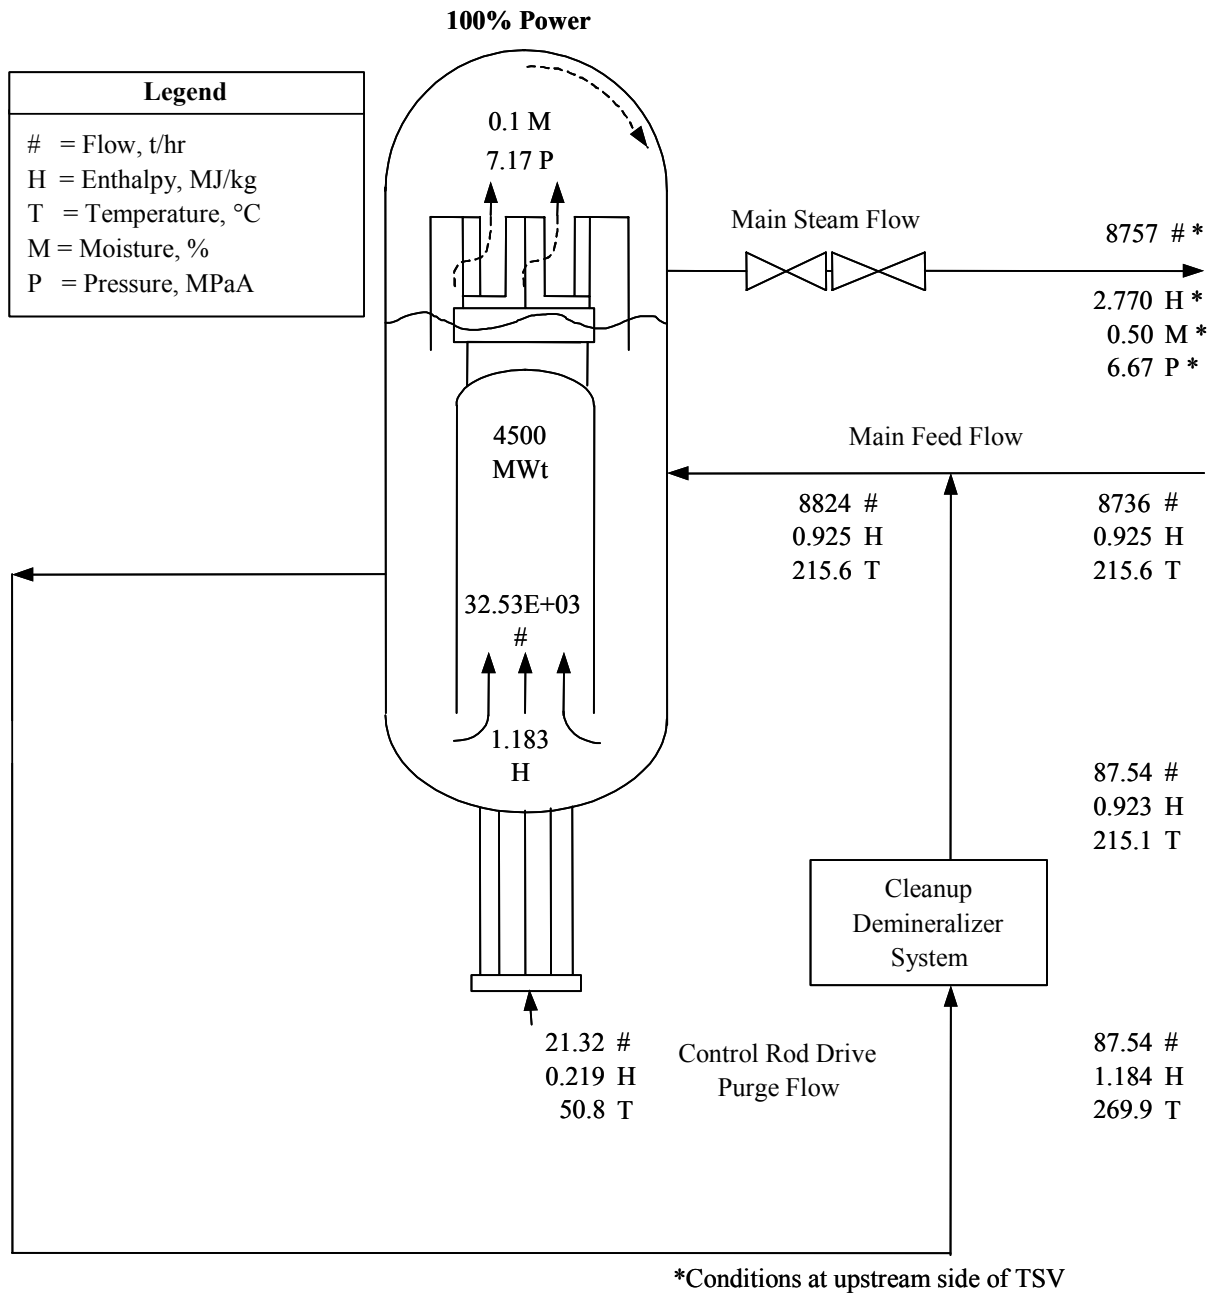 100% Power
Legend
# = Flow, t/hr
H = Enthalpy, MJ/kg
T = Temperature, °C
M = Moisture, %
P = Pressure, MPaA
0.1 M
7.17 P
Main Steam Flow
8757 # *
2.770 H *
0.50 M *
6.67 P *
4500
MWt
Main Feed Flow
8824 #
0.925 H
215.6 T
8736 #
0.925 H
215.6 T
32.53E+03
#
1.183
H
87.54 #
0.923 H
215.1 T
Cleanup
Demineralizer
System
21.32 #
0.219 H
50.8 T
Control Rod Drive
Purge Flow
87.54 #
1.184 H
269.9 T
*Conditions at upstream side of TSV